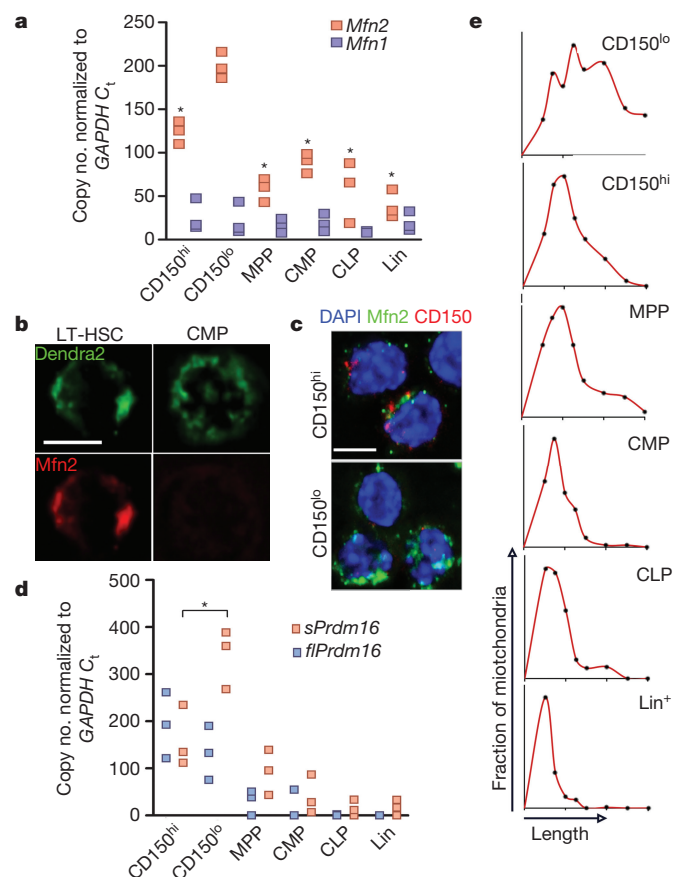 a
Copy no. normalized to
GAPDH Ct
250
200
150
100
50
0
Mfn2
Mfn1
*
*
*
*
*
CD150hi
CD150lo
MPP
CMP
CLP
Lin
b
LT-HSC
CMP
Dendra2
Mfn2
c
DAPI Mfn2 CD150
CD150hi
CD150lo
d
Copy no. normalized to
GAPDH Ct
500
400
300
200
100
0
*
sPrdm16
flPrdm16
CD150hi
CD150lo
MPP
CMP
CLP
Lin
e
CD150lo
CD150hi
MPP
CMP
CLP
Lin+
Fraction of miotchondria
Length